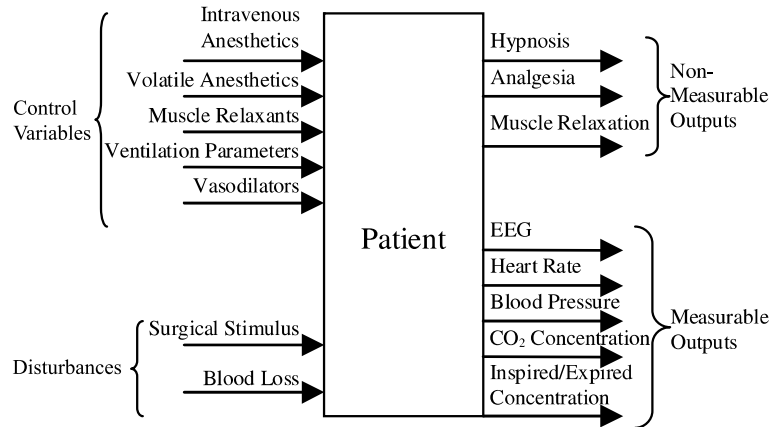 Intravenous
Anesthetics
Volatile Anesthetics
Muscle Relaxants
Ventilation Parameters
Vasodilators
Control
Variables
Surgical Stimulus
Blood Loss
Disturbances
Patient
Hypnosis
Analgesia
Muscle Relaxation
Non-
Measurable
Outputs
EEG
Heart Rate
Blood Pressure
CO₂ Concentration
Inspired/Expired
Concentration
Measurable
Outputs